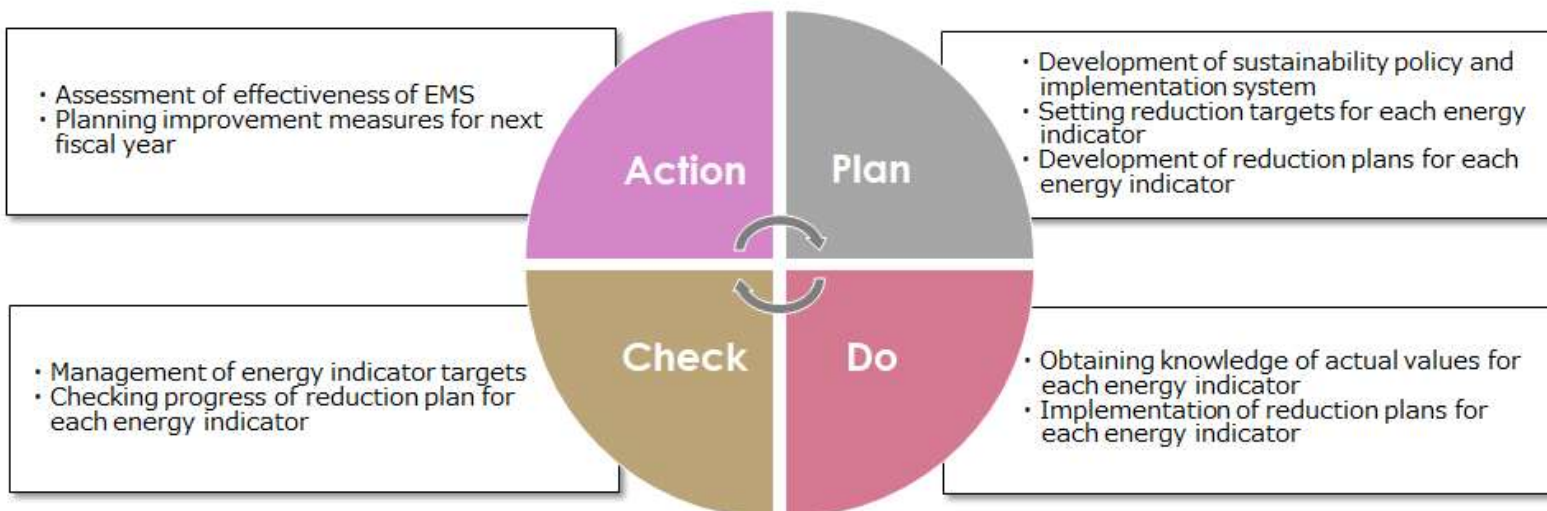 ・Assessment of effectiveness of EMS
・Planning improvement measures for next
fiscal year
Action
Plan
・Development of sustainability policy and
implementation system
・Setting reduction targets for each energy
indicator
・Development of reduction plans for each
energy indicator
・Management of energy indicator targets
・Checking progress of reduction plan for
each energy indicator
Check
Do
・Obtaining knowledge of actual values for
each energy indicator
・Implementation of reduction plans for
each energy indicator